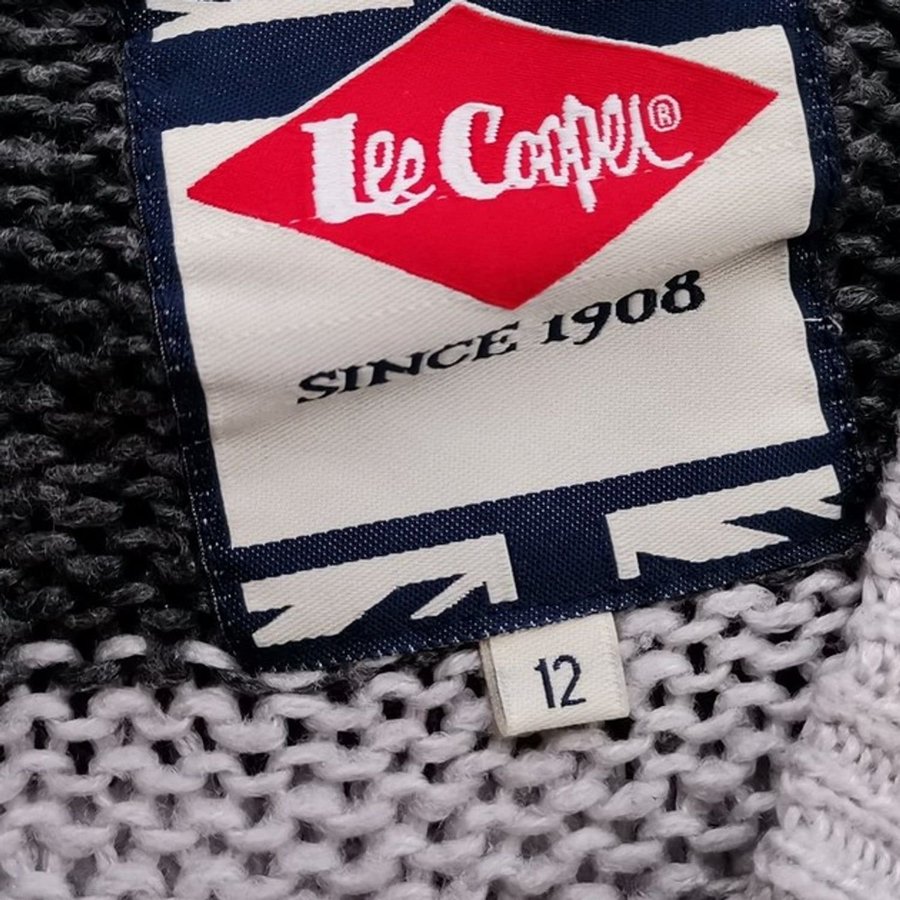 Lee Cooper®
SINCE 1908
12